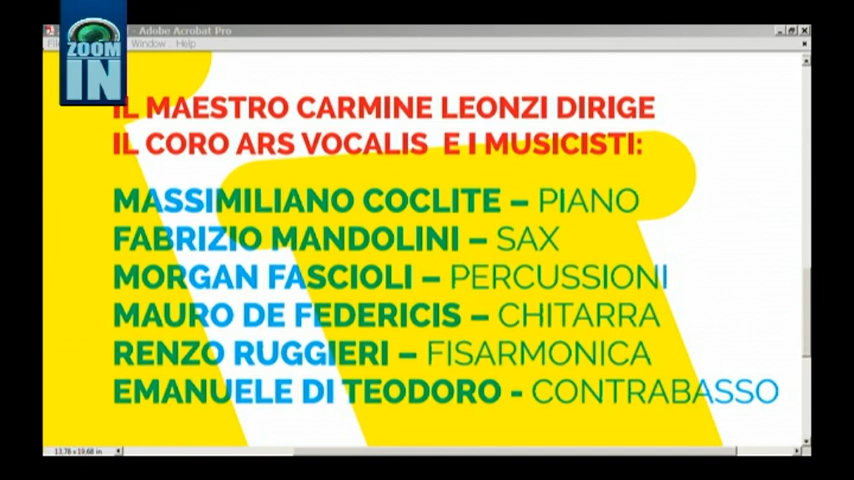 - Adobe Acrobat Pro
Window Help
ZOOM
IN
IL MAESTRO CARMINE LEONZI DIRIGE
IL CORO ARS VOCALIS E I MUSICISTI:
MASSIMILIANO COCLITE – PIANO
FABRIZIO MANDOLINI – SAX
MORGAN FASCIOLI – PERCUSSIONI
MAURO DE FEDERICIS – CHITARRA
RENZO RUGGIERI – FISARMONICA
EMANUELE DI TEODORO - CONTRABASSO
13.78 x 19.68 in